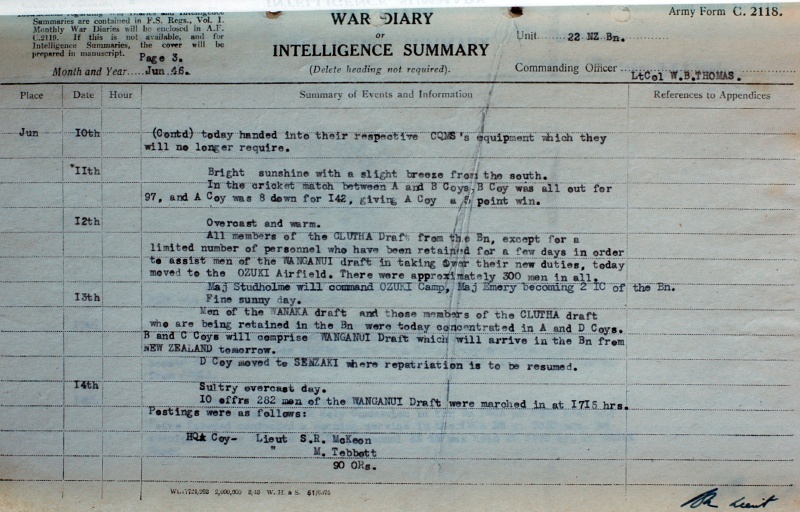 Instructions regarding War Diaries and Intelligence
Summaries are contained in F.S. Regs., Vol. I.
Monthly War Diaries will be enclosed in A.F.
C.2119. If this is not available, and for
Intelligence Summaries, the cover will be
prepared in manuscript.
Page 3.
Month and Year Jun 46.
WAR DIARY
or
INTELLIGENCE SUMMARY
(Delete heading not required).
Army Form C. 2118.
Unit 22 NZ Bn.
Commanding Officer LtCol W.B.THOMAS.
Place Date Hour Summary of Events and Information References to Appendices
Jun 10th (Contd) today handed into their respective CQMS's equipment which they
will no longer require.
11th Bright sunshine with a slight breeze from the south.
In the cricket match between A and B Coys, B Coy was all out for
97, and A Coy was 8 down for 142, giving A Coy a point win.
12th Overcast and warm.
All members of the CLUTHA Draft from the Bn, except for a
limited number of personnel who have been retained for a few days in order
to assist men of the WANGANUI draft in taking over their new duties, today
moved to the OZUKI Airfield. There were approximately 300 men in all.
Maj Studholme will command OZUKI Camp, Maj Emery becoming 2 IC of the Bn.
13th Fine sunny day.
Men of the WANAKA draft and those members of the CLUTHA draft
who are being retained in the Bn were today concentrated in A and D Coys.
B and C Coys will comprise WANGANUI Draft which will arrive in the Bn from
NEW ZEALAND tomorrow.
D Coy moved to SENZAKI where repatriation is to be resumed.
14th Sultry overcast day.
10 offrs 282 men of the WANGANUI Draft were marched in at 1715 hrs.
Postings were as follows:
HQ Coy- Lieut S.R. McKeon
" M. Tebbott
90 ORs.
2,000,000 W. H. & S.
Lieut